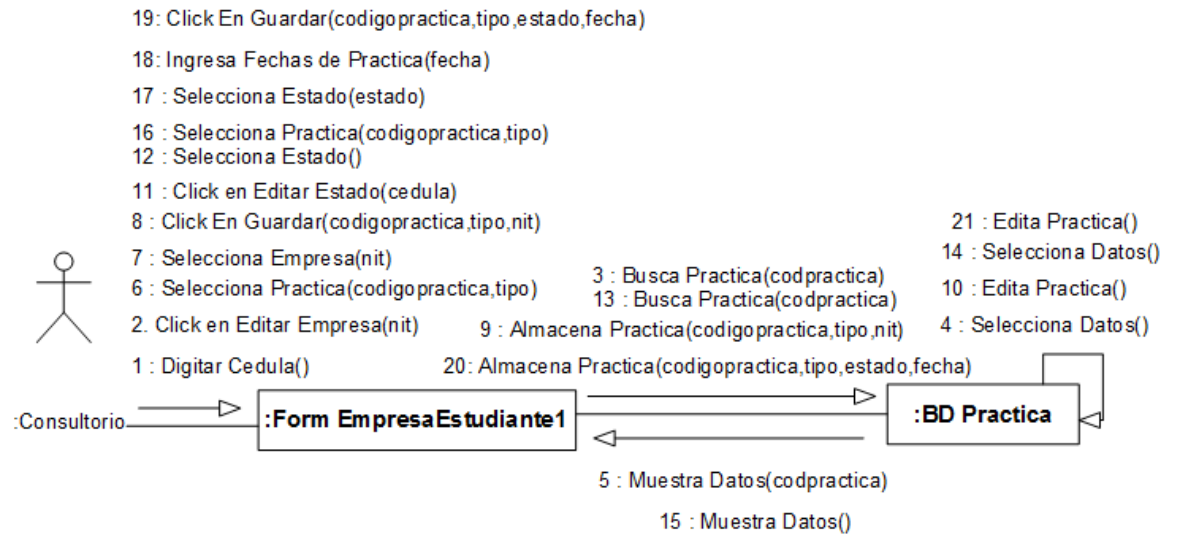 19: Click En Guardar(codigopractica,tipo,estado,fecha)
18: Ingresa Fechas de Practica(fecha)
17 : Selecciona Estado(estado)
16 : Selecciona Practica(codigopractica,tipo)
12 : Selecciona Estado()
11 : Click en Editar Estado(cedula)
8 : Click En Guardar(codigopractica,tipo,nit)
7 : Selecciona Empresa(nit)
6 : Selecciona Practica(codigopractica,tipo)
2. Click en Editar Empresa(nit)
1 : Digitar Cedula()
3 : Busca Practica(codpractica)
13 : Busca Practica(codpractica)
9 : Almacena Practica(codigopractica,tipo,nit)
20: Almacena Practica(codigopractica,tipo,estado,fecha)
21 : Edita Practica()
14 : Selecciona Datos()
10 : Edita Practica()
4 : Selecciona Datos()
:Consultorio
:Form EmpresaEstudiante1
:BD Practica
5 : Muestra Datos(codpractica)
15 : Muestra Datos()